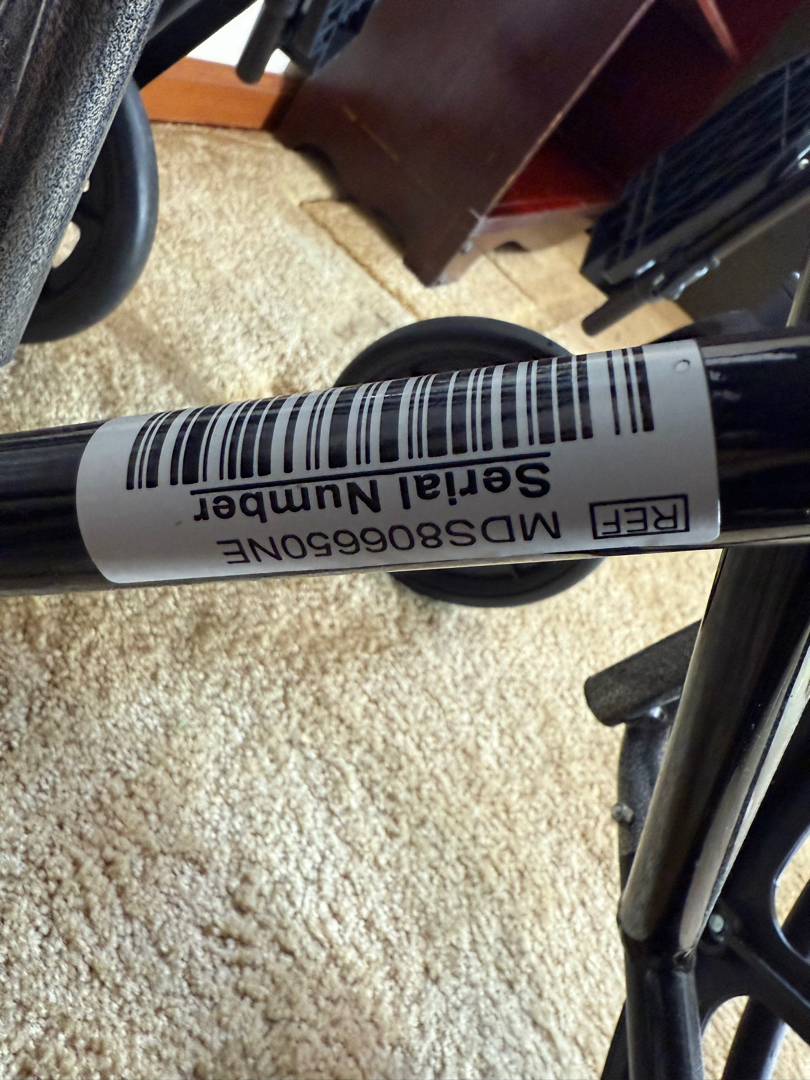 REF MDS806650NE
Serial Number